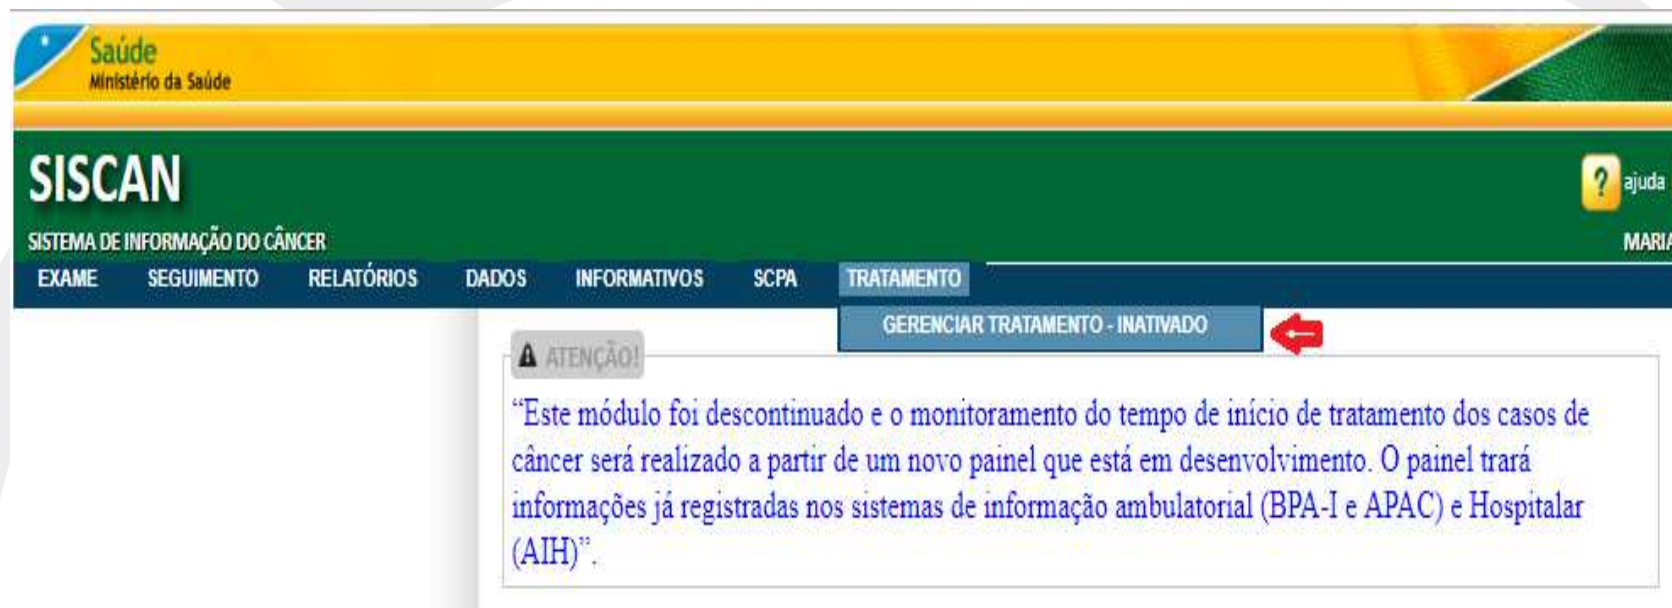 Saúde
Ministério da Saúde
SISCAN
? ajuda
SISTEMA DE INFORMAÇÃO DO CÂNCER
MARIA
EXAME SEGUIMENTO RELATÓRIOS DADOS INFORMATIVOS SCPA TRATAMENTO
GERENCIAR TRATAMENTO - INATIVADO
ATENÇÃO!
“Este módulo foi descontinuado e o monitoramento do tempo de início de tratamento dos casos de
câncer será realizado a partir de um novo painel que está em desenvolvimento. O painel trará
informações já registradas nos sistemas de informação ambulatorial (BPA-I e APAC) e Hospitalar
(AIH)”.